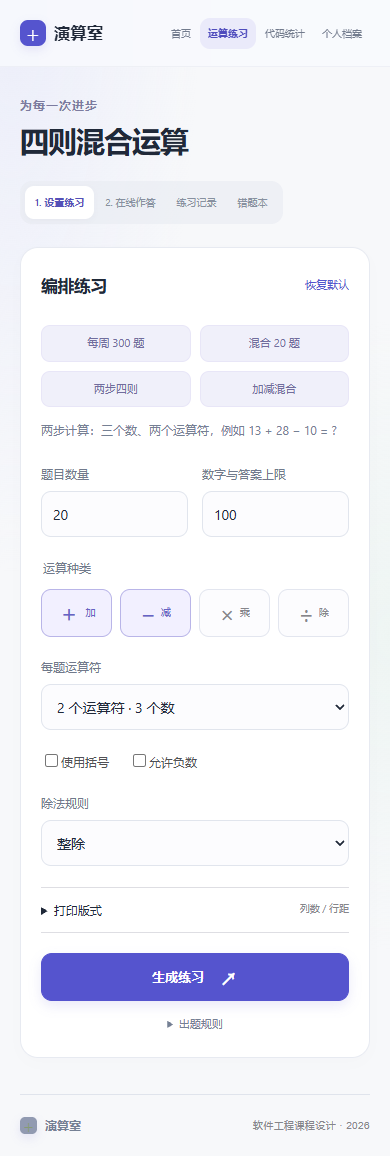 演算室
首页 运算练习 代码统计 个人档案
为每一次进步
四则混合运算
1. 设置练习 2. 在线作答 练习记录 错题本
编排练习 恢复默认
每周 300 题 混合 20 题
两步四则 加减混合
两步计算：三个数、两个运算符，例如 13 + 28 − 10 = ?
题目数量 数字与答案上限
20 100
运算种类
+ 加 − 减 × 乘 ÷ 除
每题运算符
2 个运算符 · 3 个数
使用括号 允许负数
除法规则
整除
打印版式 列数 / 行距
生成练习
出题规则
演算室 软件工程课程设计 · 2026